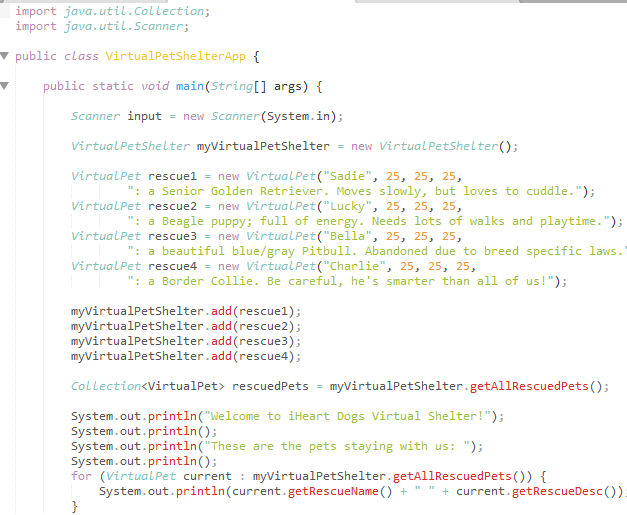 import java.util.Collection;
import java.util.Scanner;
public class VirtualPetShelterApp {
public static void main(String[] args) {
Scanner input = new Scanner(System.in);
VirtualPetShelter myVirtualPetShelter = new VirtualPetShelter();
VirtualPet rescue1 = new VirtualPet("Sadie", 25, 25, 25,
": a Senior Golden Retriever. Moves slowly, but loves to cuddle.");
VirtualPet rescue2 = new VirtualPet("Lucky", 25, 25, 25,
": a Beagle puppy; full of energy. Needs lots of walks and playtime.");
VirtualPet rescue3 = new VirtualPet("Bella", 25, 25, 25,
": a beautiful blue/gray Pitbull. Abandoned due to breed specific laws."
VirtualPet rescue4 = new VirtualPet("Charlie", 25, 25, 25,
": a Border Collie. Be careful, he's smarter than all of us!");
myVirtualPetShelter.add(rescue1);
myVirtualPetShelter.add(rescue2);
myVirtualPetShelter.add(rescue3);
myVirtualPetShelter.add(rescue4);
Collection<VirtualPet> rescuedPets = myVirtualPetShelter.getAllRescuedPets();
System.out.println("Welcome to iHeart Dogs Virtual Shelter!");
System.out.println();
System.out.println("These are the pets staying with us: ");
System.out.println();
for (VirtualPet current : myVirtualPetShelter.getAllRescuedPets()) {
System.out.println(current.getRescueName() + " " + current.getRescueDesc());
}